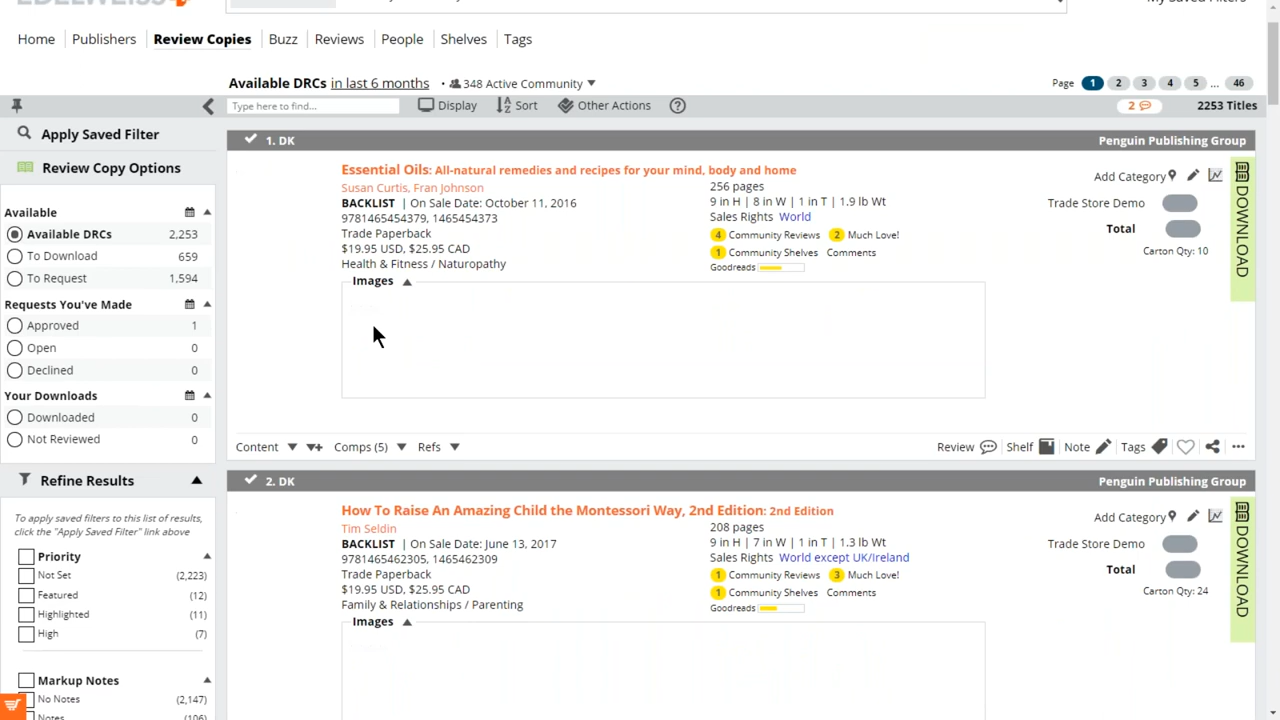 EDELWEISS
My Saved Filters
Home Publishers Review Copies Buzz Reviews People Shelves Tags
Available DRCs in last 6 months • 348 Active Community
Page 1 2 3 4 5 ... 46
Type here to find... Display Sort Other Actions ?
2 2253 Titles
Apply Saved Filter
Review Copy Options
Available
Available DRCs 2,253
To Download 659
To Request 1,594
Requests You've Made
Approved 1
Open 0
Declined 0
Your Downloads
Downloaded 0
Not Reviewed 0
Refine Results
To apply saved filters to this list of results,
click the "Apply Saved Filter" link above
Priority
Not Set (2,223)
Featured (12)
Highlighted (11)
High (7)
Markup Notes
No Notes (2,147)
Notes (106)
1. DK Penguin Publishing Group
Essential Oils: All-natural remedies and recipes for your mind, body and home
Susan Curtis, Fran Johnson
BACKLIST | On Sale Date: October 11, 2016
9781465454379, 1465454373
Trade Paperback
$19.95 USD, $25.95 CAD
Health & Fitness / Naturopathy
256 pages
9 in H | 8 in W | 1 in T | 1.9 lb Wt
Sales Rights World
4 Community Reviews 2 Much Love!
1 Community Shelves Comments
Goodreads
Add Category
Trade Store Demo
Total
Carton Qty: 10
DOWNLOAD
Images
Content Comps (5) Refs
Review Shelf Note Tags
2. DK Penguin Publishing Group
How To Raise An Amazing Child the Montessori Way, 2nd Edition: 2nd Edition
Tim Seldin
BACKLIST | On Sale Date: June 13, 2017
9781465462305, 1465462309
Trade Paperback
$19.95 USD, $25.95 CAD
Family & Relationships / Parenting
208 pages
9 in H | 7 in W | 1 in T | 1.3 lb Wt
Sales Rights World except UK/Ireland
1 Community Reviews 3 Much Love!
1 Community Shelves Comments
Goodreads
Add Category
Trade Store Demo
Total
Carton Qty: 24
DOWNLOAD
Images